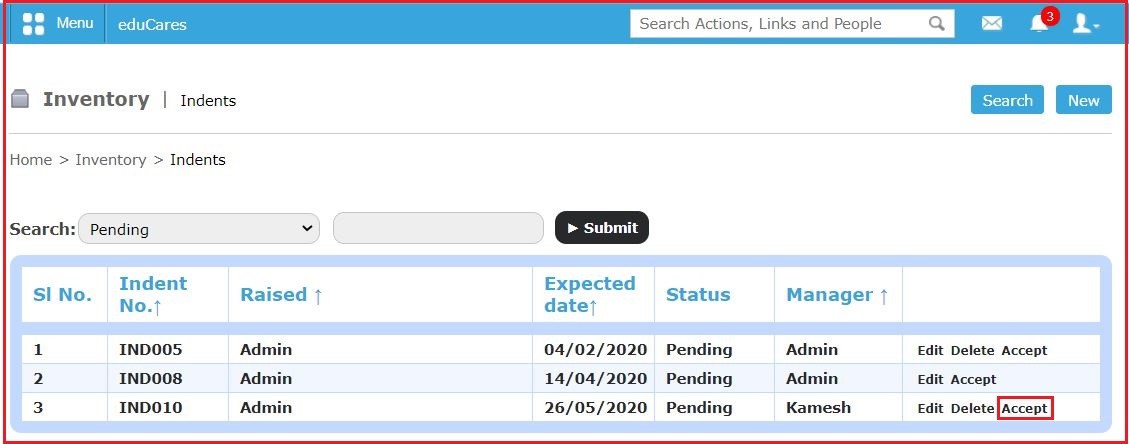 Menu eduCares Search Actions, Links and People 3
Inventory | Indents Search New
Home > Inventory > Indents
Search: Pending ► Submit
Sl No. Indent No.↑ Raised ↑ Expected date↑ Status Manager ↑
1 IND005 Admin 04/02/2020 Pending Admin Edit Delete Accept
2 IND008 Admin 14/04/2020 Pending Admin Edit Accept
3 IND010 Admin 26/05/2020 Pending Kamesh Edit Delete Accept